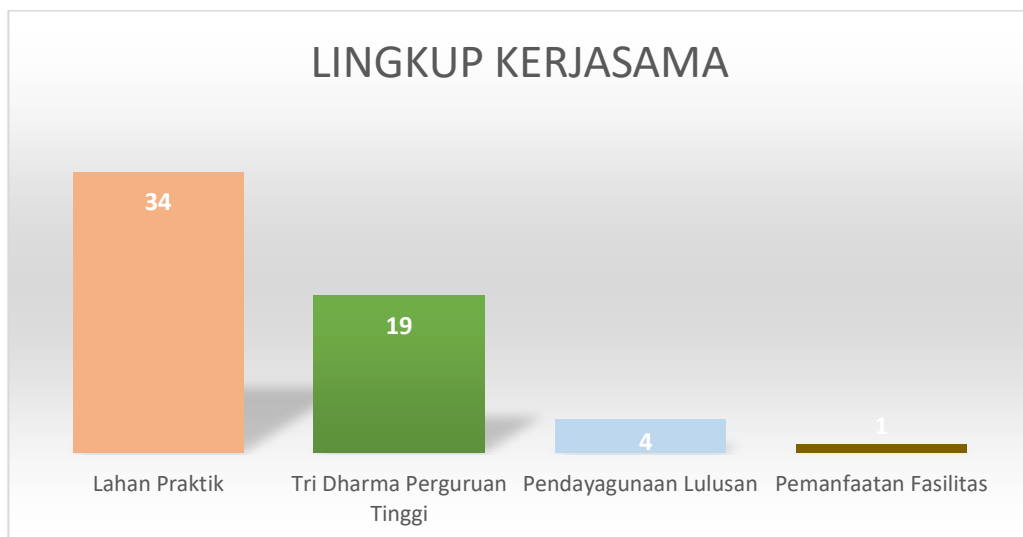 LINGKUP KERJASAMA
34
19
4
1
Lahan Praktik
Tri Dharma Perguruan
Tinggi
Pendayagunaan Lulusan
Pemanfaatan Fasilitas